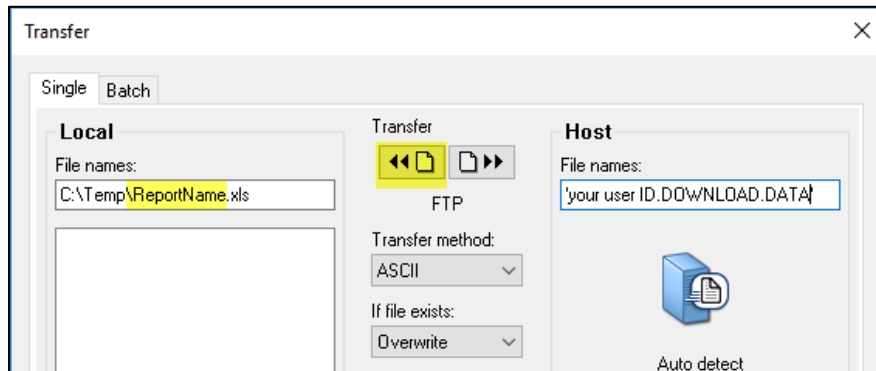 Transfer
Single
Batch
Local
File names:
C:\Temp\ReportName.xls
Transfer
FTP
Transfer method:
ASCII
If file exists:
Overwrite
Host
File names:
'your user ID.DOWNLOAD.DATA'
Auto detect